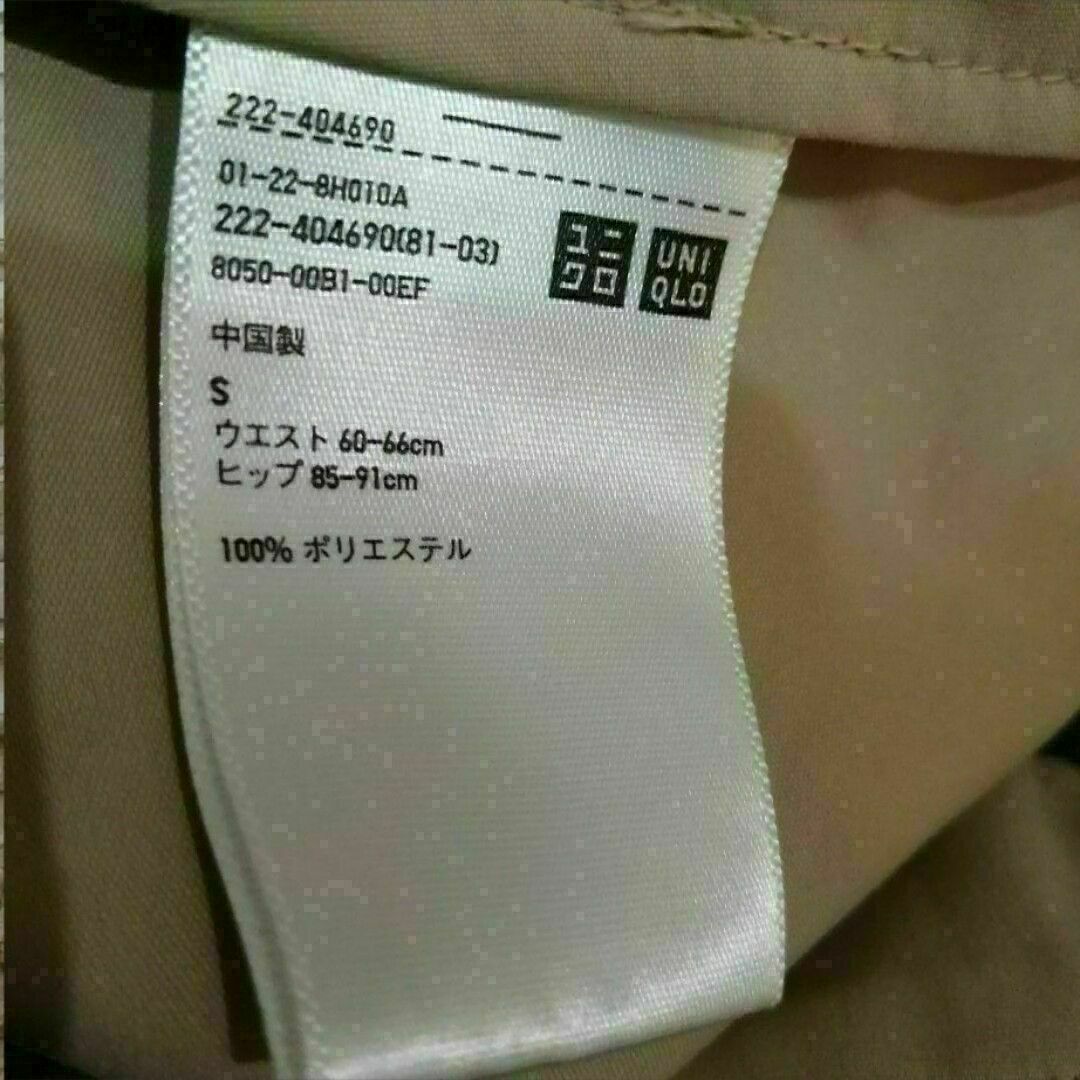 222-404690
01-22-8H010A
222-404690(81-03)
8050-00B1-00EF
ユニクロ
UNIQLO
中国製
S
ウエスト 60-66cm
ヒップ 85-91cm
100% ポリエステル